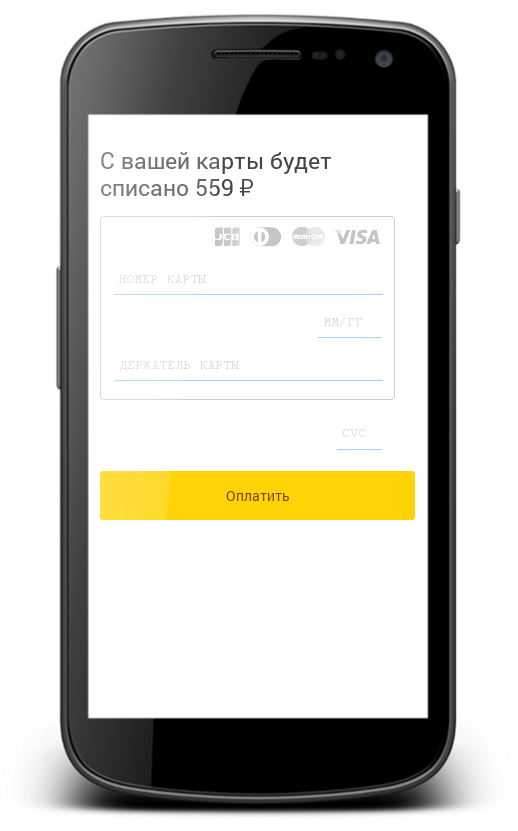 С вашей карты будет
списано 559 ₽
JCB MasterCard VISA
НОМЕР КАРТЫ
ММ/ГГ
ДЕРЖАТЕЛЬ КАРТЫ
CVC
Оплатить